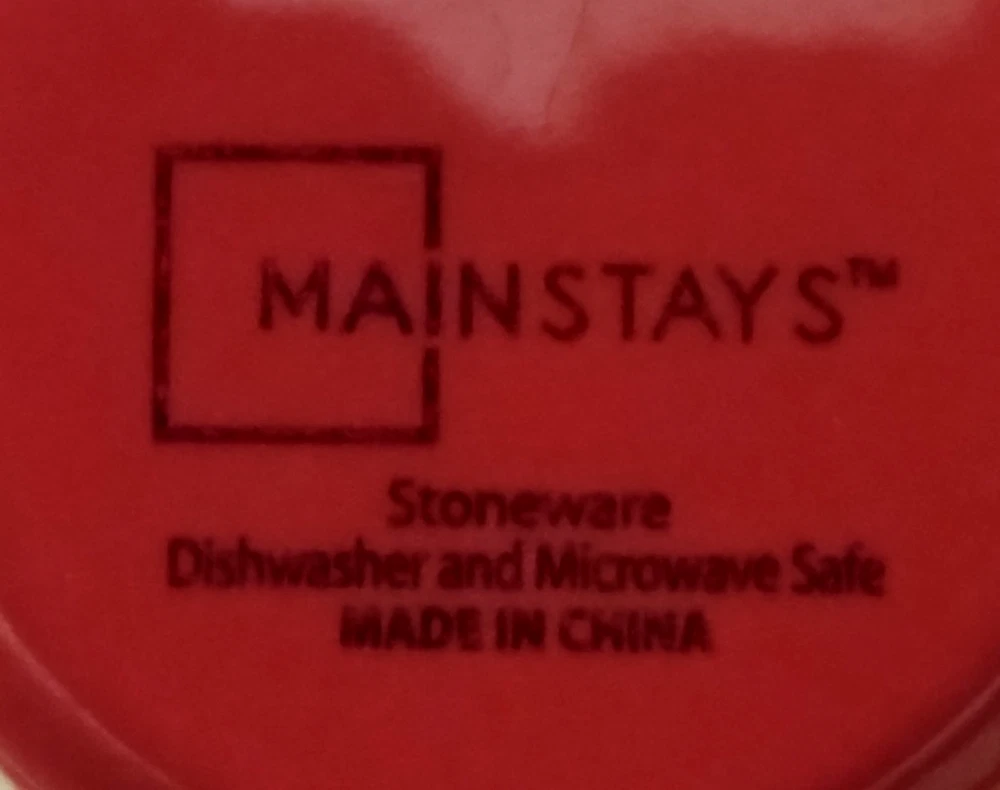 MAINSTAYS™
Stoneware
Dishwasher and Microwave Safe
MADE IN CHINA